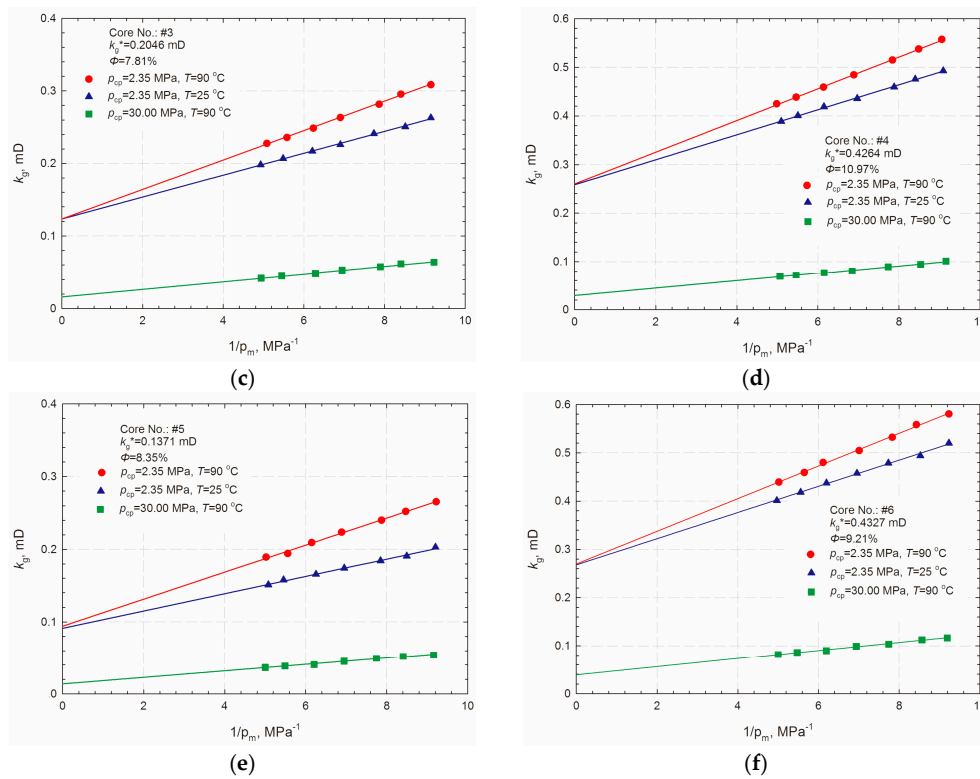 0.4
0.3
0.2
0.1
0
kg, mD
Core No.: #3
kg*=0.2046 mD
Φ=7.81%
pcp=2.35 MPa, T=90 °C
pcp=2.35 MPa, T=25 °C
pcp=30.00 MPa, T=90 °C
0 2 4 6 8 10
1/pm, MPa-1
(c)
0.6
0.5
0.4
0.3
0.2
0.1
0
kg, mD
Core No.: #4
kg*=0.4264 mD
Φ=10.97%
pcp=2.35 MPa, T=90 °C
pcp=2.35 MPa, T=25 °C
pcp=30.00 MPa, T=90 °C
0 2 4 6 8
1/pm, MPa-1
(d)
0.4
0.3
0.2
0.1
0
kg, mD
Core No.: #5
kg*=0.1371 mD
Φ=8.35%
pcp=2.35 MPa, T=90 °C
pcp=2.35 MPa, T=25 °C
pcp=30.00 MPa, T=90 °C
0 2 4 6 8 10
1/pm, MPa-1
(e)
0.6
0.5
0.4
0.3
0.2
0.1
0
kg, mD
Core No.: #6
kg*=0.4327 mD
Φ=9.21%
pcp=2.35 MPa, T=90 °C
pcp=2.35 MPa, T=25 °C
pcp=30.00 MPa, T=90 °C
0 2 4 6 8
1/pm, MPa-1
(f)